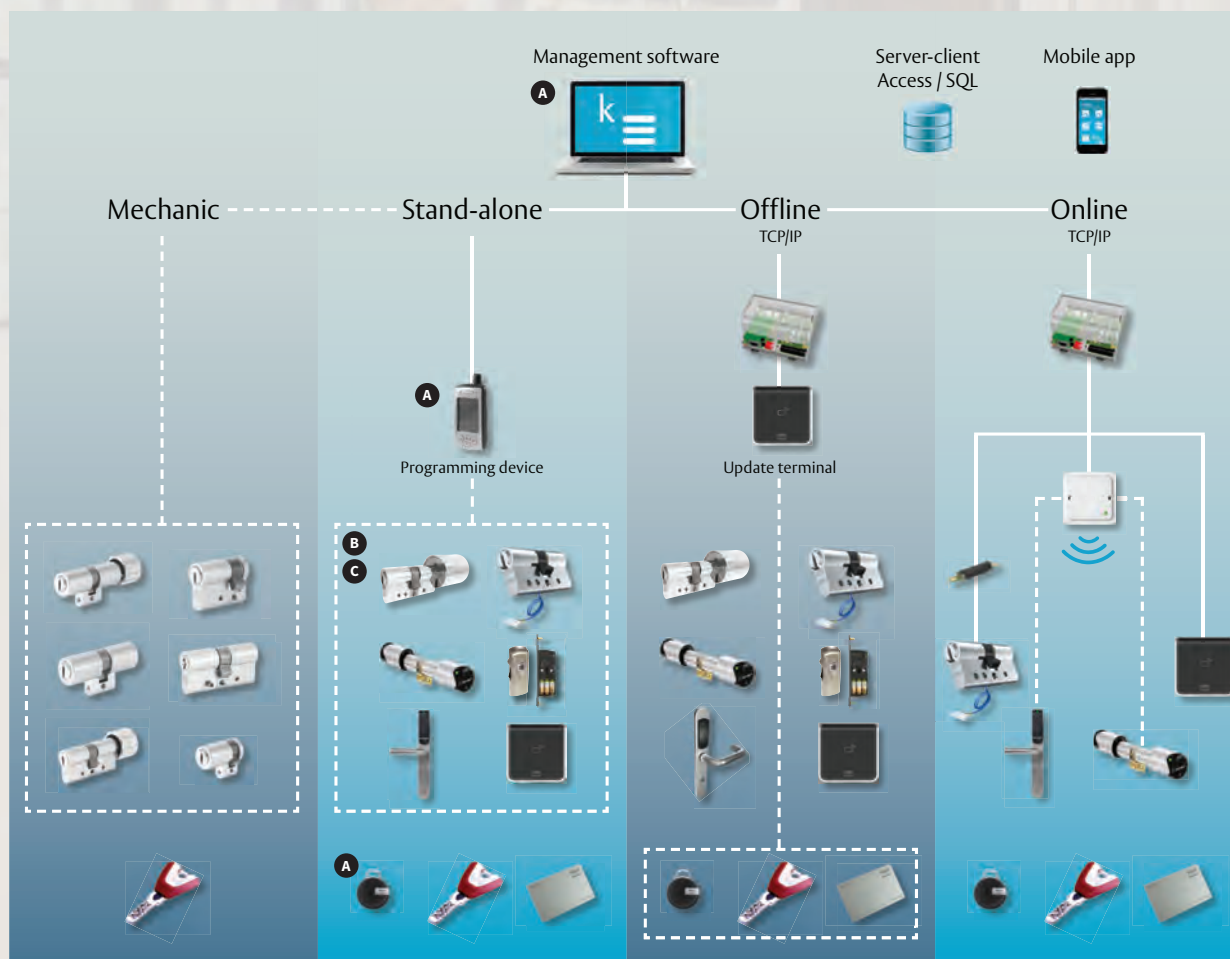 Management software
Server-client
Access / SQL
Mobile app
A
k
Mechanic
Stand-alone
Offline
TCP/IP
Online
TCP/IP
A
Programming device
Update terminal
B
C
A